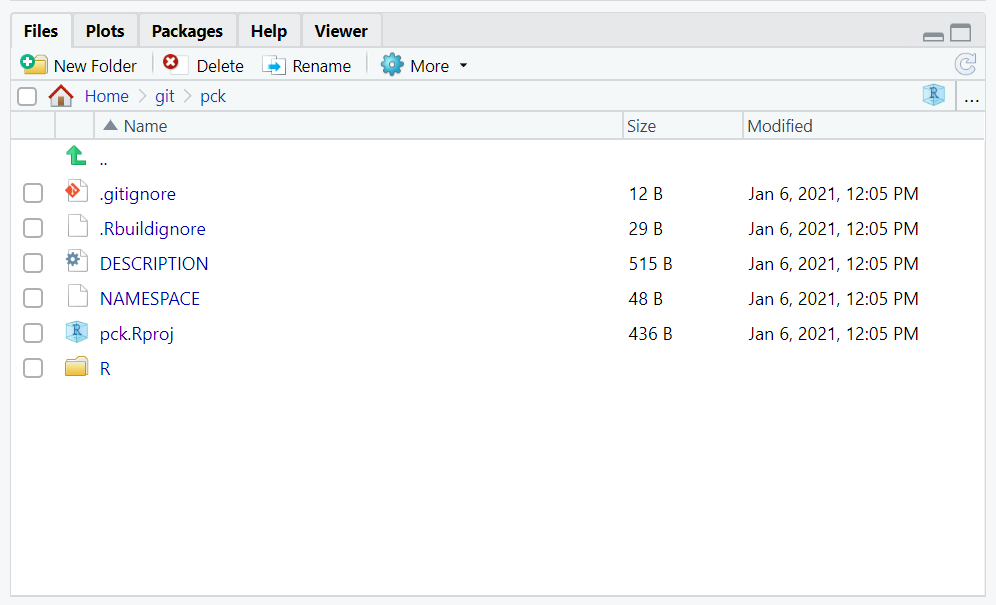 Files Plots Packages Help Viewer
New Folder Delete Rename More
Home git pck R ...
Name Size Modified
..
.gitignore 12 B Jan 6, 2021, 12:05 PM
.Rbuildignore 29 B Jan 6, 2021, 12:05 PM
DESCRIPTION 515 B Jan 6, 2021, 12:05 PM
NAMESPACE 48 B Jan 6, 2021, 12:05 PM
R pck.Rproj 436 B Jan 6, 2021, 12:05 PM
R